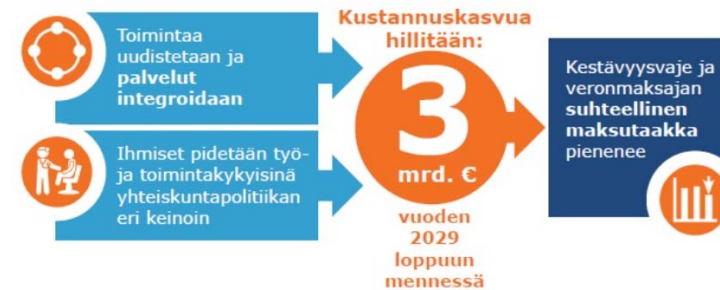 Toimintaa
uudistetaan ja
palvelut
integroidaan
Ihmiset pidetään työ-
ja toimintakykyisinä
yhteiskuntapolitiikan
eri keinoin
Kustannuskasvua
hillitään:
3
mrd. €
vuoden
2029
loppuun
mennessä
Kestävyysvaje ja
veronmaksajan
suhteellinen
maksutaakka
pienenee